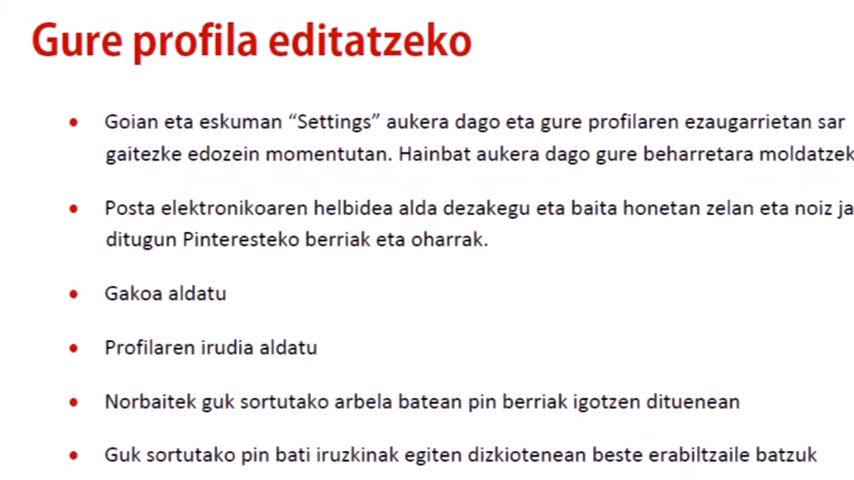 Gure profila editatzeko
• Goian eta eskuman “Settings” aukera dago eta gure profilaren ezaugarrietan sar
gaitezke edozein momentutan. Hainbat aukera dago gure beharretara moldatzek
• Posta elektronikoaren helbidea alda dezakegu eta baita honetan zelan eta noiz ja
ditugun Pinteresteko berriak eta oharrak.
• Gakoa aldatu
• Profilaren irudia aldatu
• Norbaitek guk sortutako arbela batean pin berriak igotzen dituenean
• Guk sortutako pin bati iruzkinak egiten dizkiotenean beste erabiltzaile batzuk